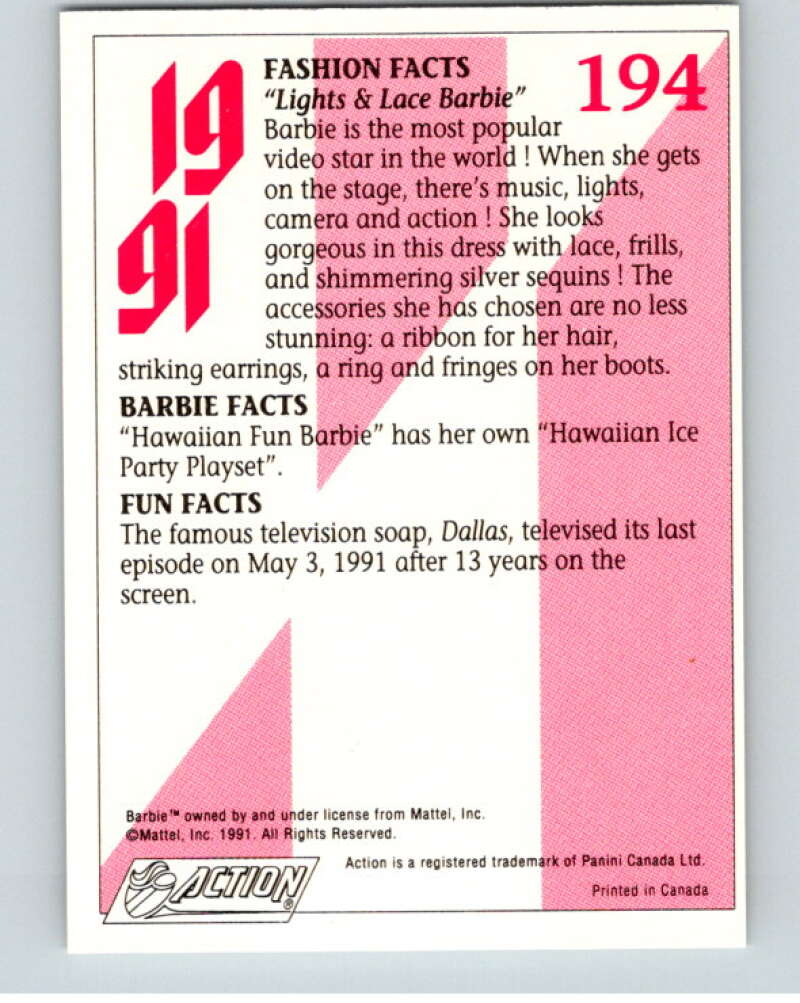 19
91
FASHION FACTS
194
“Lights & Lace Barbie”
Barbie is the most popular
video star in the world ! When she gets
on the stage, there’s music, lights,
camera and action ! She looks
gorgeous in this dress with lace, frills,
and shimmering silver sequins ! The
accessories she has chosen are no less
stunning: a ribbon for her hair,
striking earrings, a ring and fringes on her boots.
BARBIE FACTS
“Hawaiian Fun Barbie” has her own “Hawaiian Ice
Party Playset”.
FUN FACTS
The famous television soap, Dallas, televised its last
episode on May 3, 1991 after 13 years on the
screen.
Barbie™ owned by and under license from Mattel, Inc.
©Mattel, Inc. 1991. All Rights Reserved.
ACTION®
Action is a registered trademark of Panini Canada Ltd.
Printed in Canada